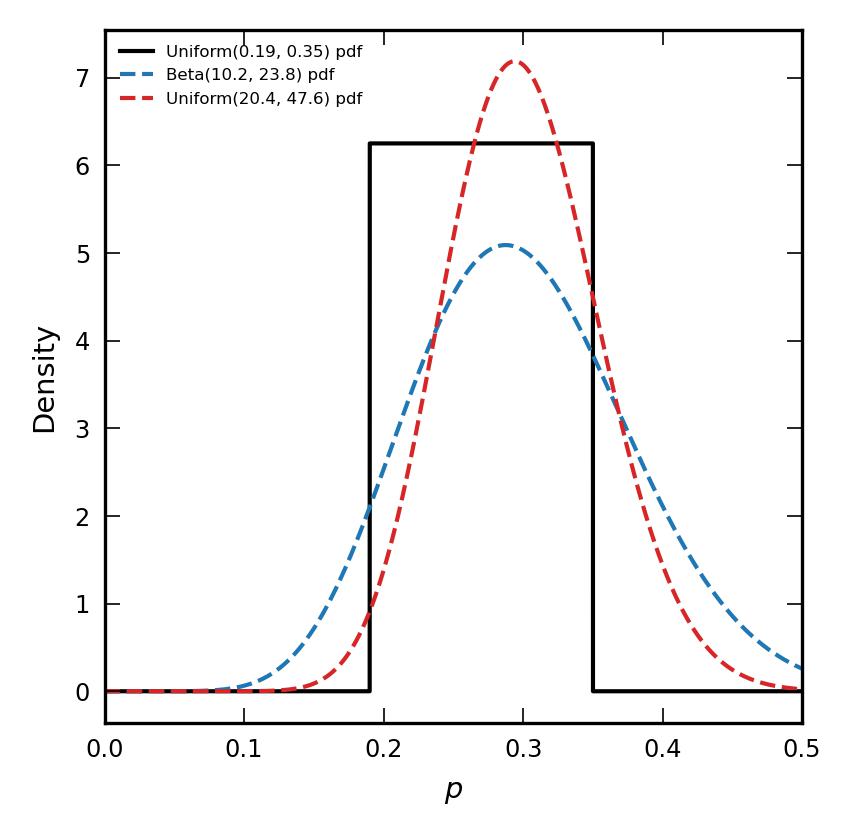 Uniform(0.19, 0.35) pdf
Beta(10.2, 23.8) pdf
Uniform(20.4, 47.6) pdf
Density
7
6
5
4
3
2
1
0
0.0 0.1 0.2 0.3 0.4 0.5
p